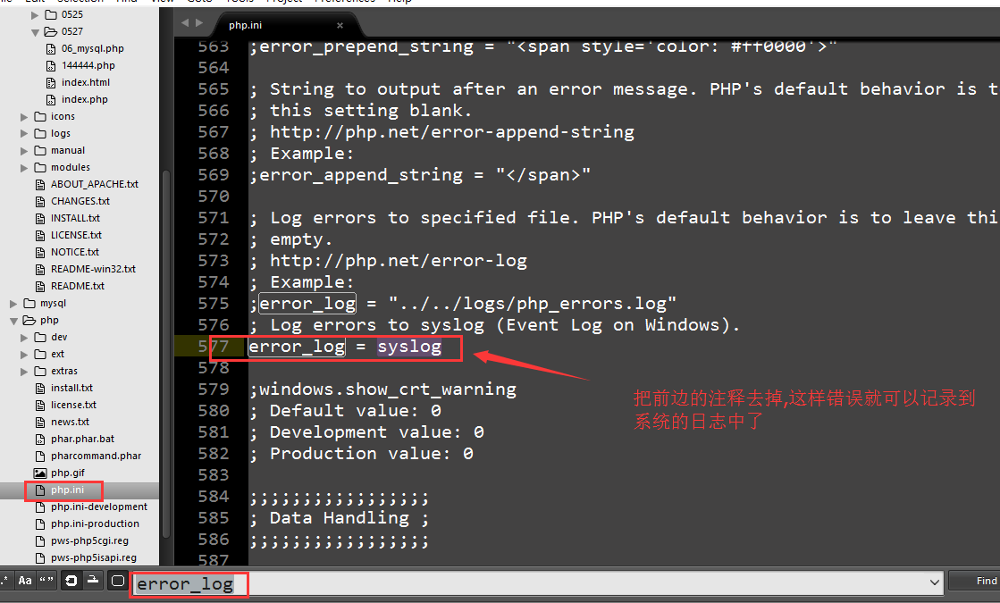 0525
0527
06_mysql.php
144444.php
index.html
index.php
icons
logs
manual
modules
ABOUT_APACHE.txt
CHANGES.txt
INSTALL.txt
LICENSE.txt
NOTICE.txt
README-win32.txt
README.txt
mysql
php
dev
ext
extras
install.txt
license.txt
news.txt
phar.phar.bat
pharcommand.phar
php.gif
php.ini
php.ini-development
php.ini-production
pws-php5cgi.reg
pws-php5isapi.reg
php.ini ×
563 ;error_prepend_string = "<span style='color: #ff0000'>"
564
565 ; String to output after an error message. PHP's default behavior is t
566 ; this setting blank.
567 ; http://php.net/error-append-string
568 ; Example:
569 ;error_append_string = "</span>"
570
571 ; Log errors to specified file. PHP's default behavior is to leave thi
572 ; empty.
573 ; http://php.net/error-log
574 ; Example:
575 ;error_log = "../../logs/php_errors.log"
576 ; Log errors to syslog (Event Log on Windows).
577 error_log = syslog
578
579 ;windows.show_crt_warning
580 ; Default value: 0
581 ; Development value: 0
582 ; Production value: 0
583
584 ;;;;;;;;;;;;;;;;;
585 ; Data Handling ;
586 ;;;;;;;;;;;;;;;;;
587
把前边的注释去掉,这样错误就可以记录到
系统的日志中了
.* Aa “” error_log Find